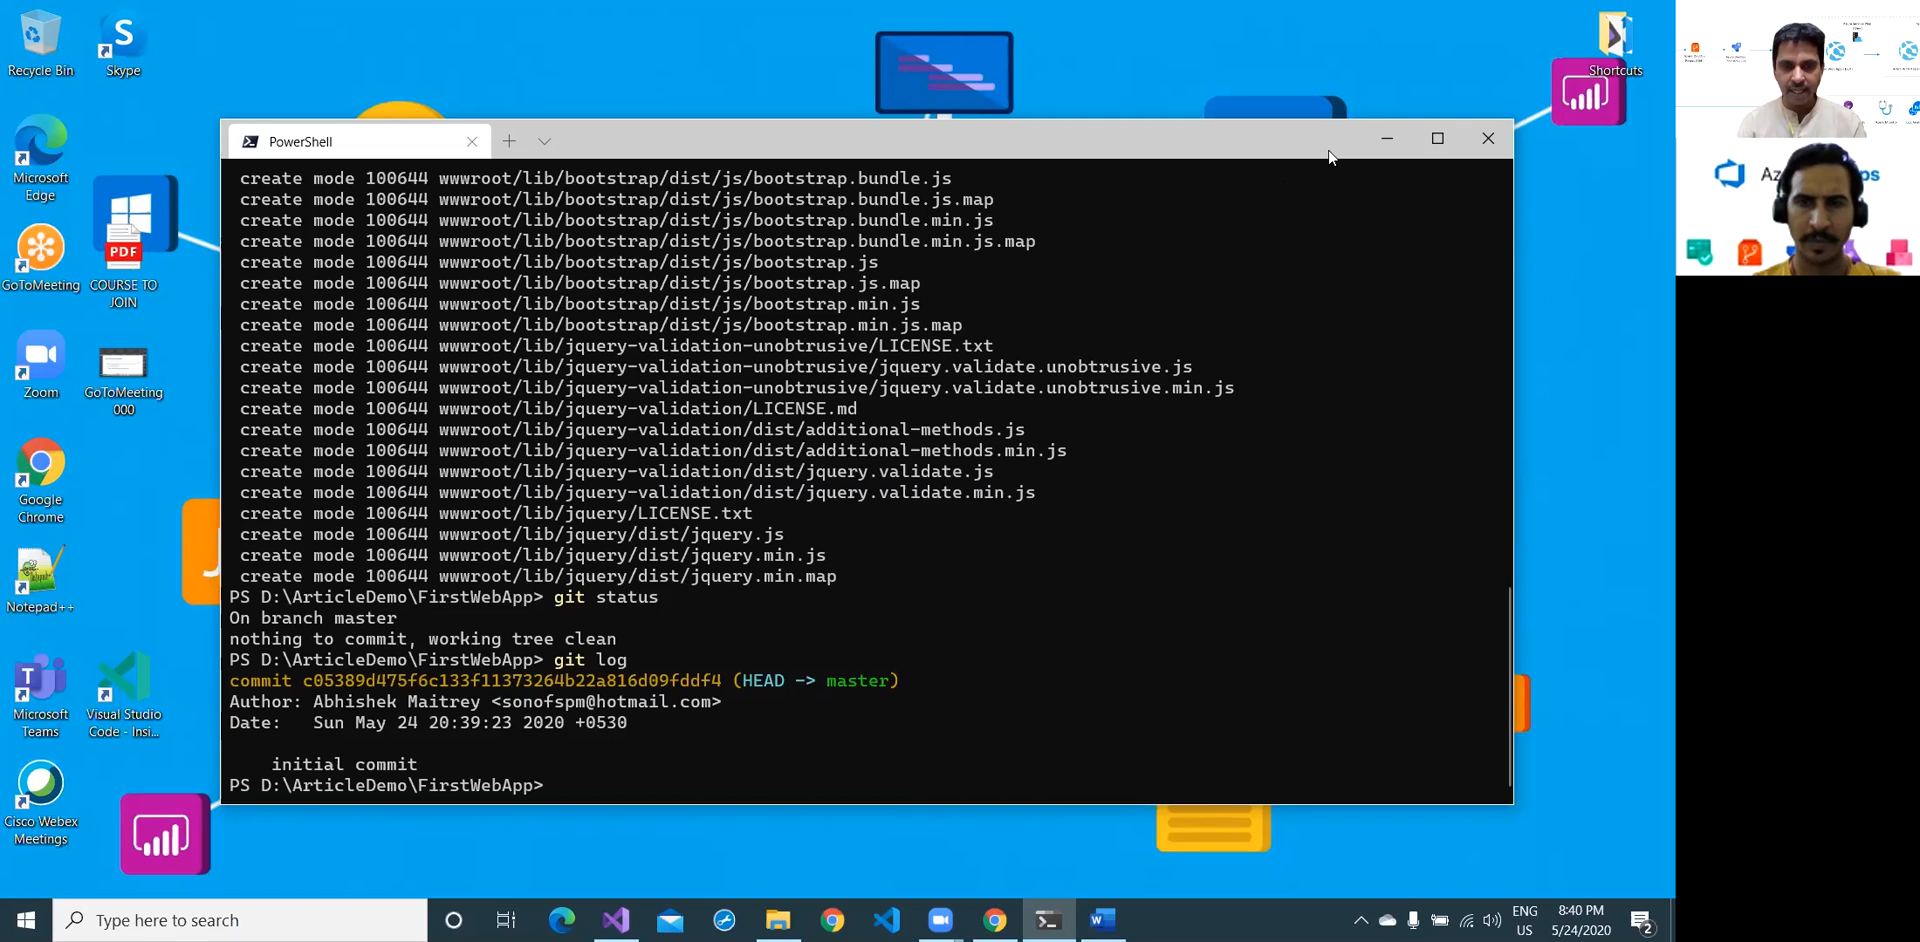 Recycle Bin
Skype
Microsoft
Edge
PDF
GoToMeeting
COURSE TO
JOIN
Zoom
GoToMeeting
000
Google
Chrome
Notepad++
Microsoft
Teams
Visual Studio
Code - Insi...
Cisco Webex
Meetings
Shortcuts
PowerShell
create mode 100644 wwwroot/lib/bootstrap/dist/js/bootstrap.bundle.js
create mode 100644 wwwroot/lib/bootstrap/dist/js/bootstrap.bundle.js.map
create mode 100644 wwwroot/lib/bootstrap/dist/js/bootstrap.bundle.min.js
create mode 100644 wwwroot/lib/bootstrap/dist/js/bootstrap.bundle.min.js.map
create mode 100644 wwwroot/lib/bootstrap/dist/js/bootstrap.js
create mode 100644 wwwroot/lib/bootstrap/dist/js/bootstrap.js.map
create mode 100644 wwwroot/lib/bootstrap/dist/js/bootstrap.min.js
create mode 100644 wwwroot/lib/bootstrap/dist/js/bootstrap.min.js.map
create mode 100644 wwwroot/lib/jquery-validation-unobtrusive/LICENSE.txt
create mode 100644 wwwroot/lib/jquery-validation-unobtrusive/jquery.validate.unobtrusive.js
create mode 100644 wwwroot/lib/jquery-validation-unobtrusive/jquery.validate.unobtrusive.min.js
create mode 100644 wwwroot/lib/jquery-validation/LICENSE.md
create mode 100644 wwwroot/lib/jquery-validation/dist/additional-methods.js
create mode 100644 wwwroot/lib/jquery-validation/dist/additional-methods.min.js
create mode 100644 wwwroot/lib/jquery-validation/dist/jquery.validate.js
create mode 100644 wwwroot/lib/jquery-validation/dist/jquery.validate.min.js
create mode 100644 wwwroot/lib/jquery/LICENSE.txt
create mode 100644 wwwroot/lib/jquery/dist/jquery.js
create mode 100644 wwwroot/lib/jquery/dist/jquery.min.js
create mode 100644 wwwroot/lib/jquery/dist/jquery.min.map
PS D:\ArticleDemo\FirstWebApp> git status
On branch master
nothing to commit, working tree clean
PS D:\ArticleDemo\FirstWebApp> git log
commit c05389d475f6c133f11373264b22a816d09fddf4 (HEAD -> master)
Author: Abhishek Maitrey <sonofspm@hotmail.com>
Date:   Sun May 24 20:39:23 2020 +0530
initial commit
PS D:\ArticleDemo\FirstWebApp>
Type here to search
ENG
US
8:40 PM
5/24/2020
2